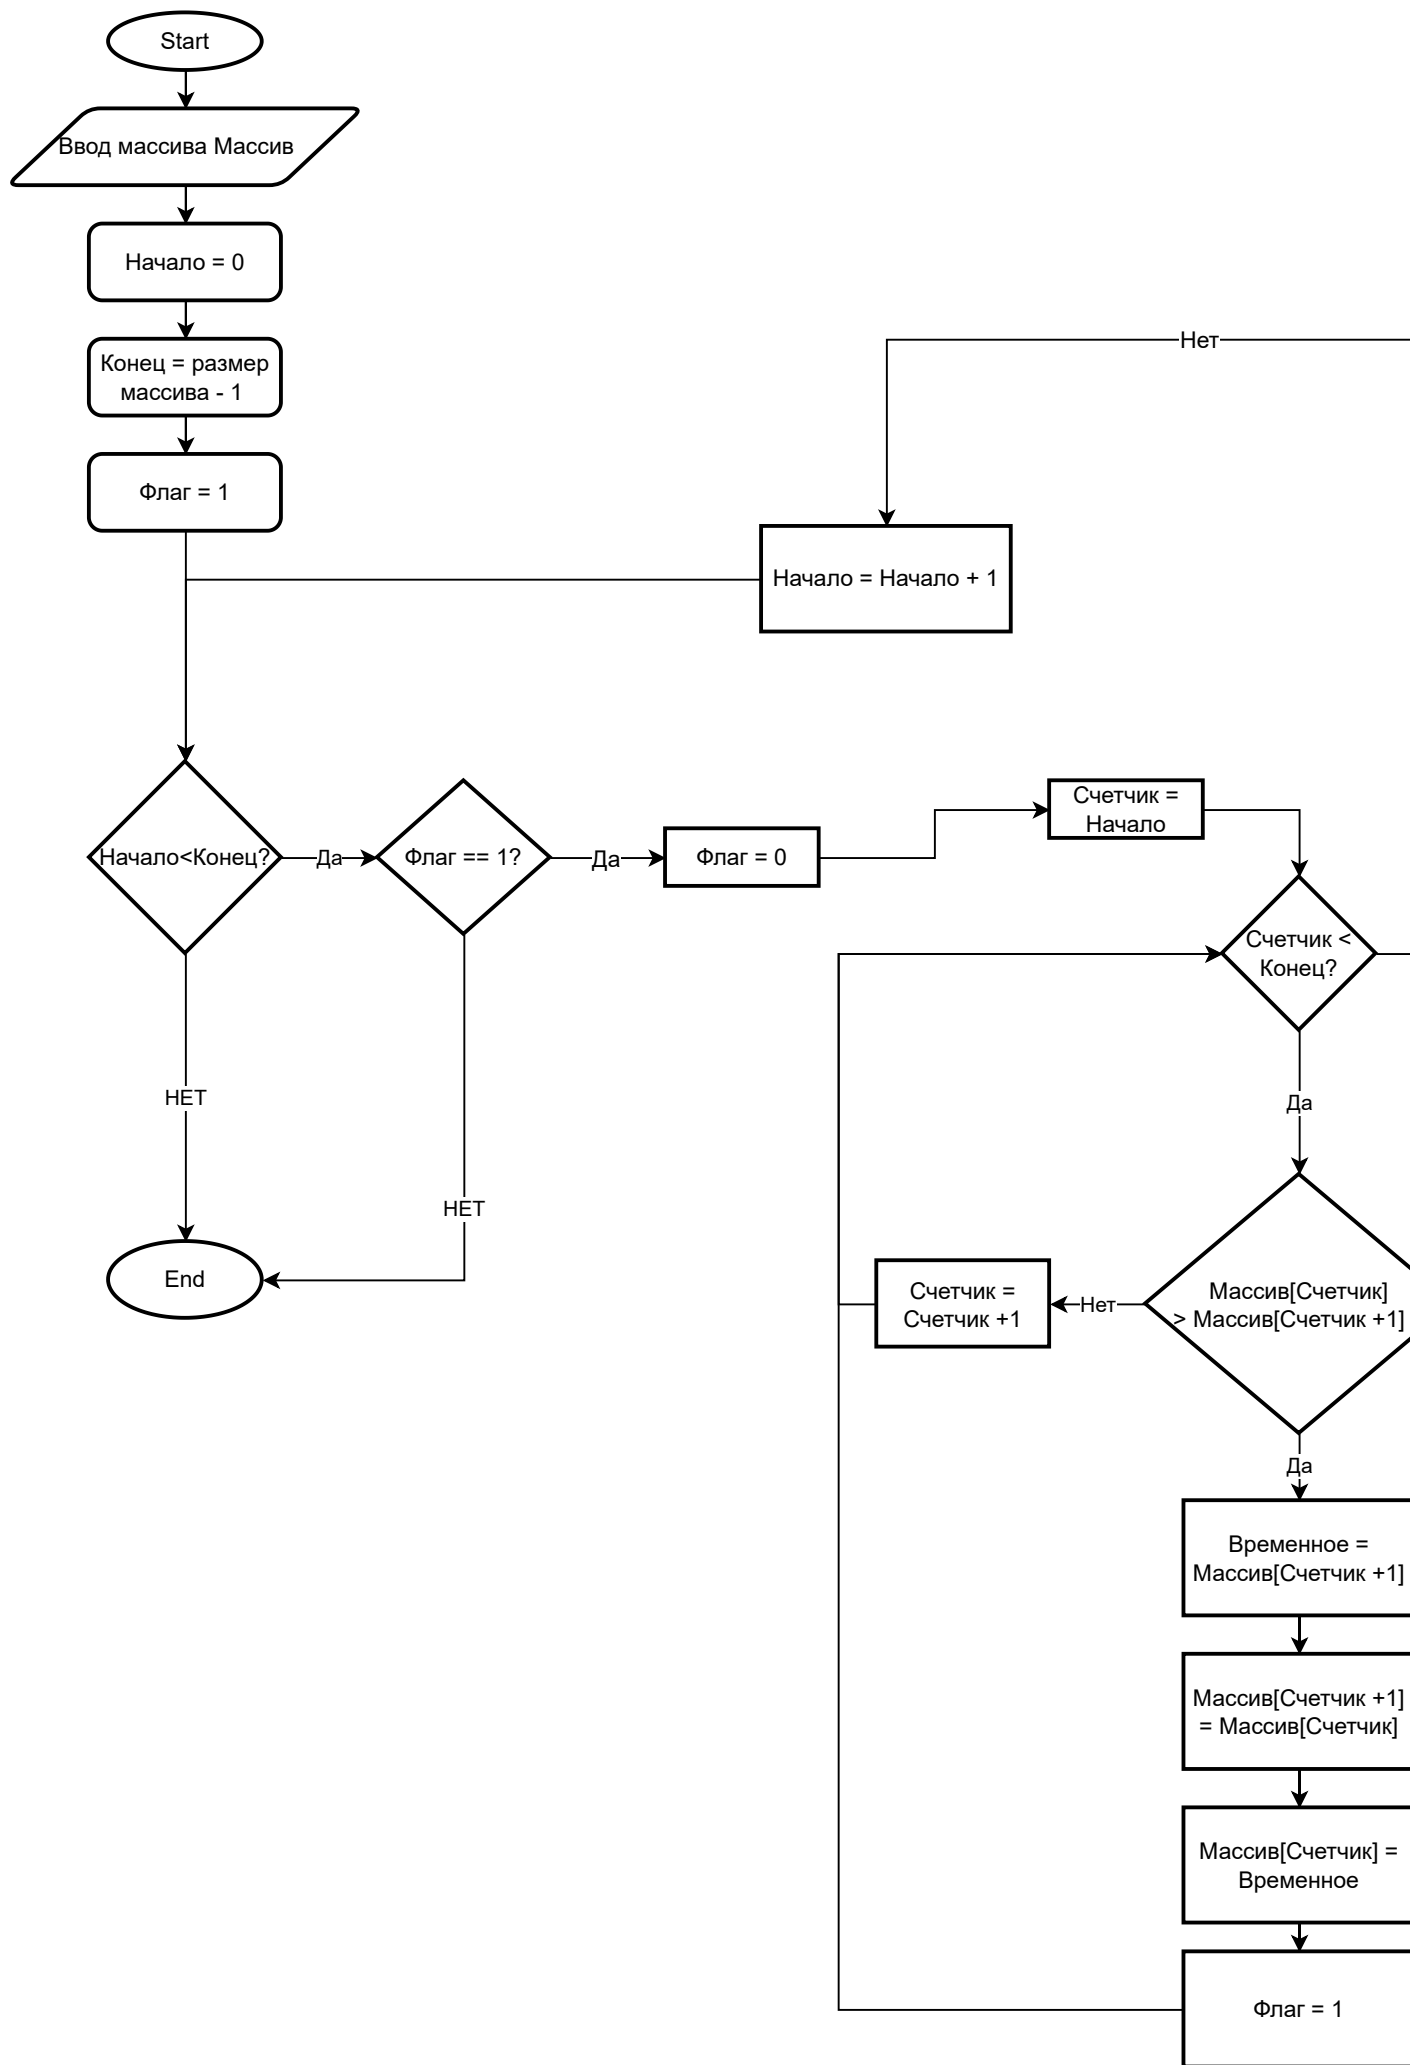 Start
Ввод массива Массив
Начало = 0
Конец = размер
массива - 1
Нет
Флаг = 1
Начало = Начало + 1
Счетчик =
Начало
Начало<Конец?
Да
Флаг == 1?
Да
Флаг = 0
Счетчик <
Конец?
НЕТ
Да
НЕТ
End
Счетчик =
Счетчик +1
Нет
Массив[Счетчик]
> Массив[Счетчик +1]
Да
Временное =
Массив[Счетчик +1]
Массив[Счетчик +1]
= Массив[Счетчик]
Массив[Счетчик] =
Временное
Флаг = 1